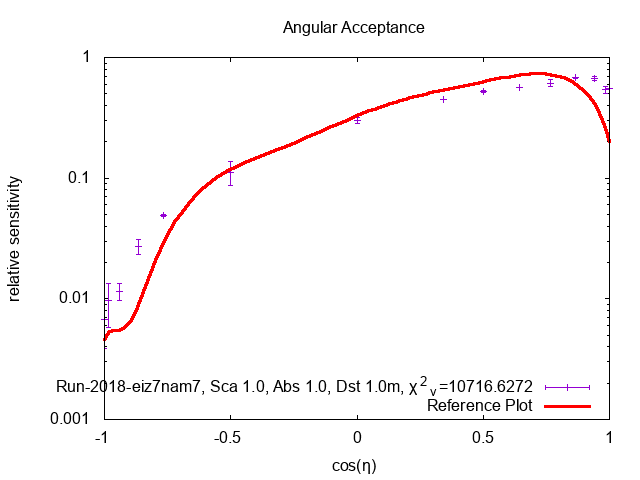 Angular Acceptance
1
0.1
0.01
0.001
relative sensitivity
Run-2018-eiz7nam7, Sca 1.0, Abs 1.0, Dst 1.0m, χ²ᵥ=10716.6272
Reference Plot
-1 -0.5 0 0.5 1
cos(η)